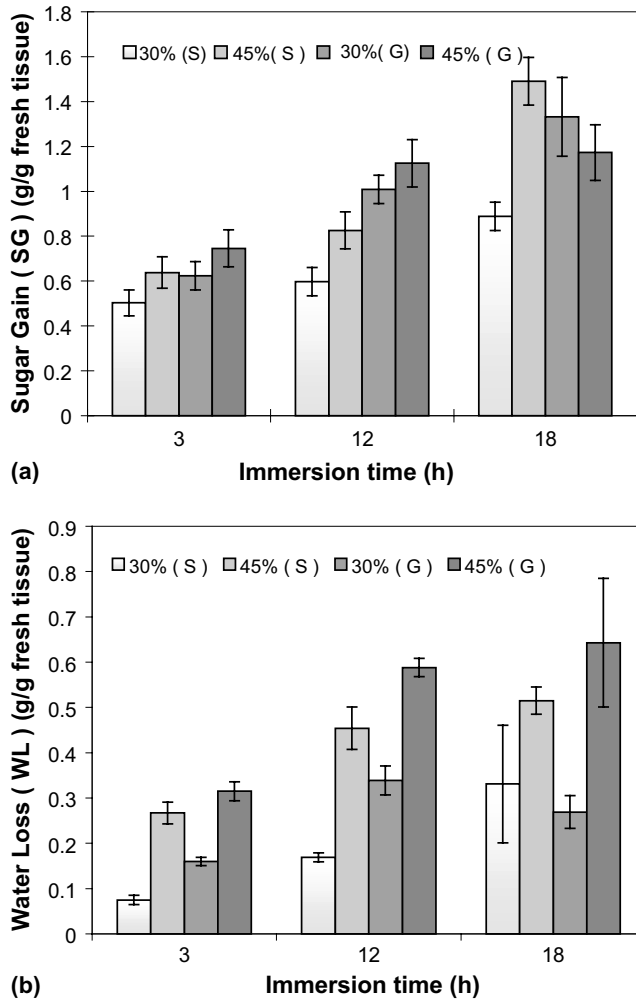 1.8
30% (S) 45%( S ) 30%( G) 45% ( G )
1.6
1.4
1.2
1
0.8
0.6
0.4
0.2
0
Sugar Gain ( SG ) (g/g fresh tissue)
3 12 18
(a) Immersion time (h)
0.9
30% ( S ) 45% ( S ) 30% ( G ) 45% ( G )
0.8
0.7
0.6
0.5
0.4
0.3
0.2
0.1
0
Water Loss ( WL ) (g/g fresh tissue)
3 12 18
(b) Immersion time (h)